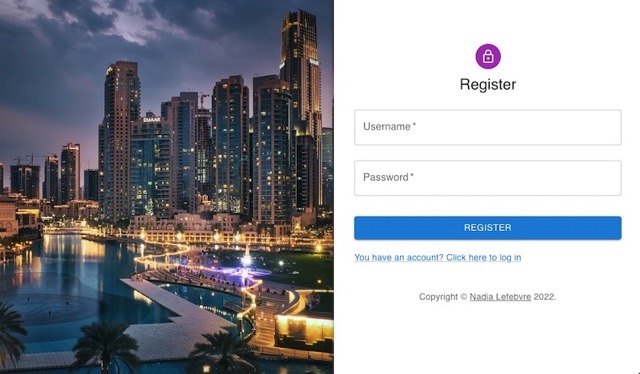 EMAAR
Register
Username *
Password *
REGISTER
You have an account? Click here to log in
Copyright © Nadia Lefebvre 2022.